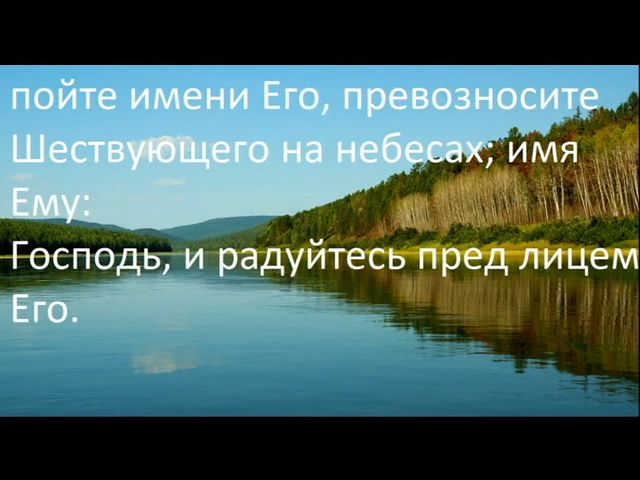 пойте имени Его, превозносите
Шествующего на небесах; имя
Ему:
Господь, и радуйтесь пред лицем
Его.